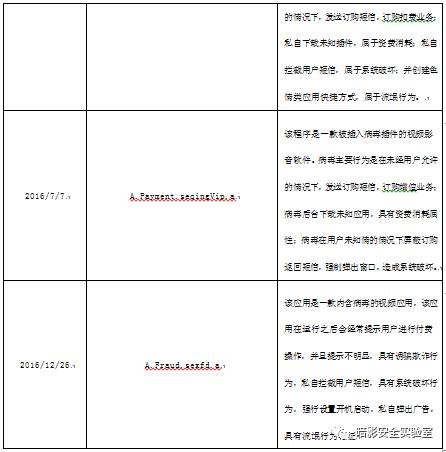 的情况下，发送订购短信，订购扣费业务；
私自下载未知插件，属于资费消耗；私自
拦截用户短信，属于系统破坏；并创建色
情类应用快捷方式，属于流氓行为。
该程序是一款被插入病毒插件的视频影
音软件。病毒主要行为是在未经用户允许
的情况下，发送订购短信，订购增值业务；
2016/7/7
A.Payment.seqingVip.a
病毒后台下载未知应用，具有资费消耗属
性；病毒在用户未知情的情况下屏蔽订购
返回短信，强制弹出窗口，造成系统破坏。
该应用是一款内含病毒的视频应用，该应
用在运行之后会经常提示用户进行付费
操作，并且提示不明显，具有诱骗欺诈行
2016/12/26
A.Fraud.sexfd.a
为，私自拦截用户短信，具有系统破坏行
为，强行设置开机启动，私自弹出广告，
具有流氓行为
暗影安全实验室